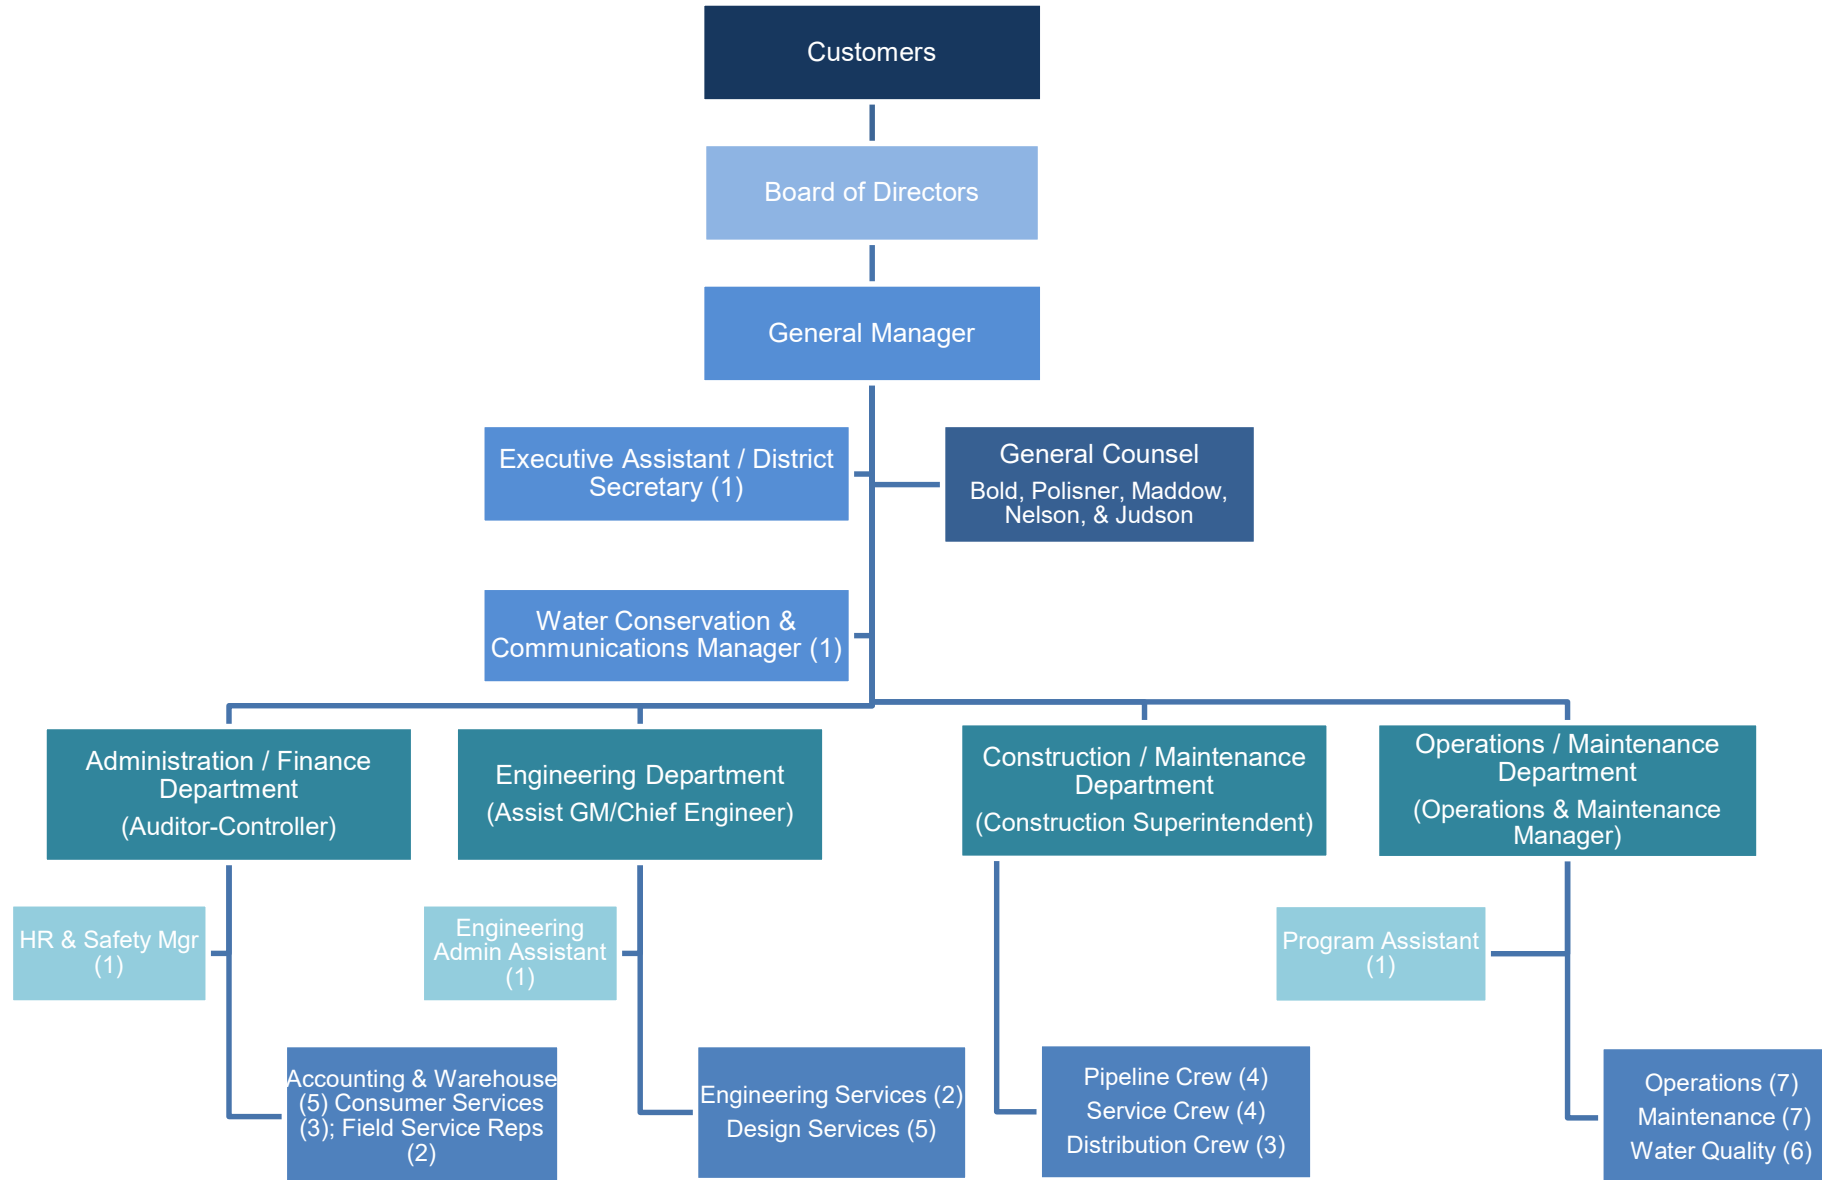 Customers
Board of Directors
General Manager
Executive Assistant / District
Secretary (1)
General Counsel
Bold, Polisner, Maddow,
Nelson, & Judson
Water Conservation &
Communications Manager (1)
Administration / Finance
Department
(Auditor-Controller)
Engineering Department
(Assist GM/Chief Engineer)
Construction / Maintenance
Department
(Construction Superintendent)
Operations / Maintenance
Department
(Operations & Maintenance
Manager)
HR & Safety Mgr
(1)
Engineering
Admin Assistant
(1)
Program Assistant
(1)
Accounting & Warehouse
(5) Consumer Services
(3); Field Service Reps
(2)
Engineering Services (2)
Design Services (5)
Pipeline Crew (4)
Service Crew (4)
Distribution Crew (3)
Operations (7)
Maintenance (7)
Water Quality (6)